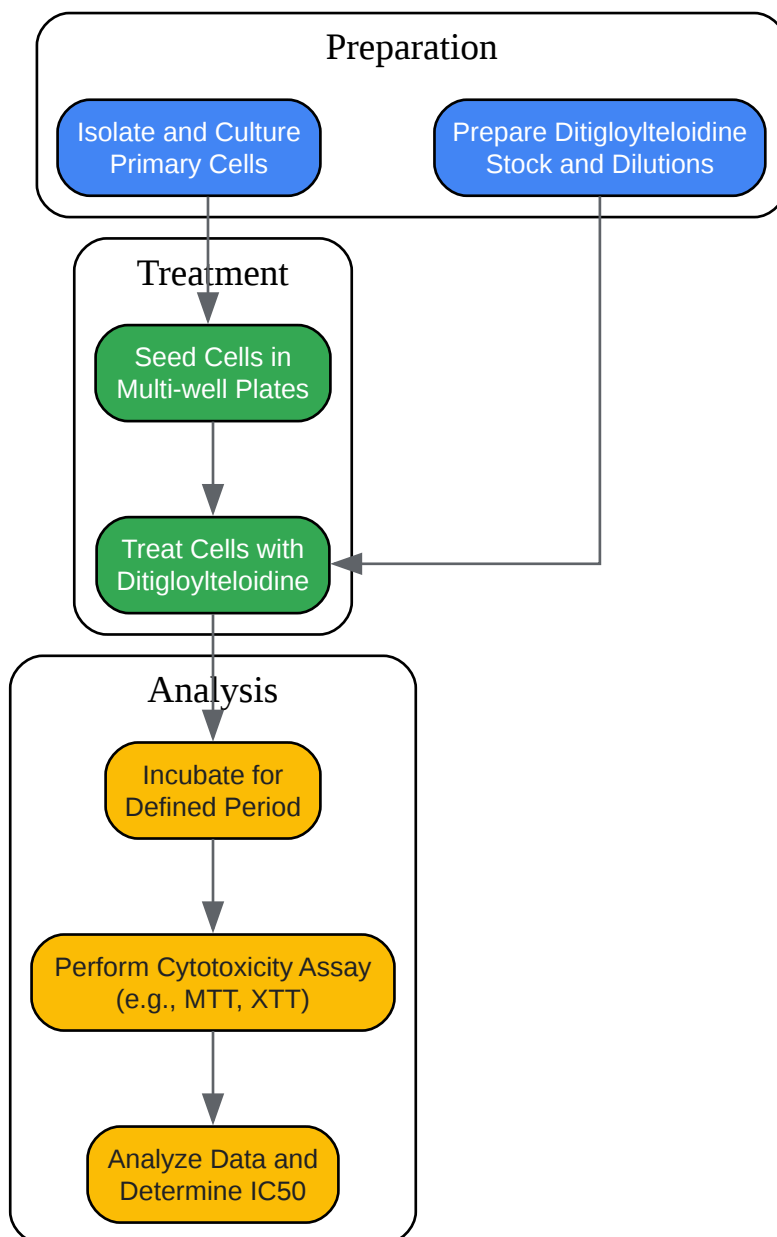 Preparation
Isolate and Culture
Primary Cells
Prepare Ditigloylteloidine
Stock and Dilutions
Treatment
Seed Cells in
Multi-well Plates
Treat Cells with
Ditigloylteloidine
Analysis
Incubate for
Defined Period
Perform Cytotoxicity Assay
(e.g., MTT, XTT)
Analyze Data and
Determine IC50